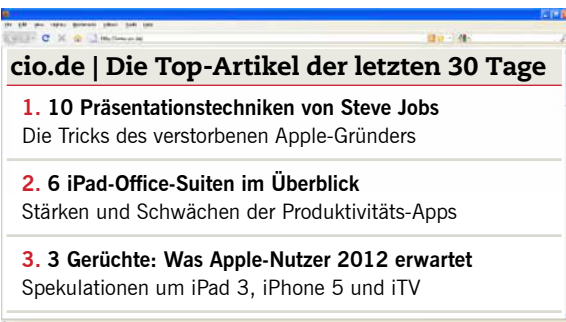 cio.de | Die Top-Artikel der letzten 30 Tage
1. 10 Präsentationstechniken von Steve Jobs
Die Tricks des verstorbenen Apple-Gründers
2. 6 iPad-Office-Suiten im Überblick
Stärken und Schwächen der Produktivitäts-Apps
3. 3 Gerüchte: Was Apple-Nutzer 2012 erwartet
Spekulationen um iPad 3, iPhone 5 und iTV